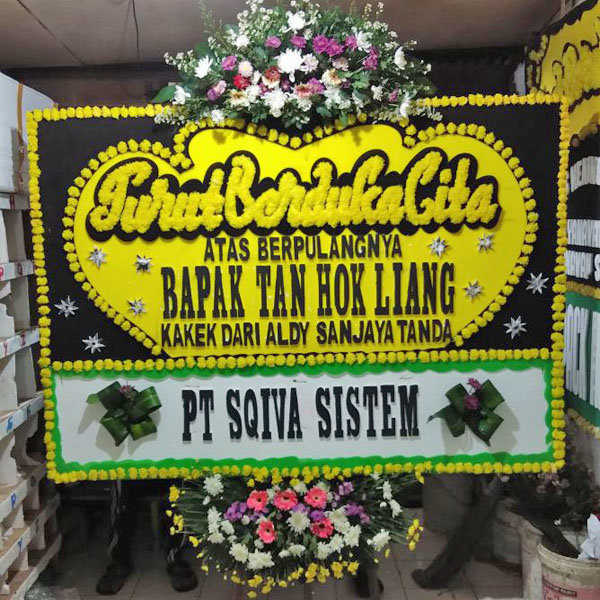 Turut Berduka Cita
ATAS BERPULANGNYA
BAPAK TAN HOK LIANG
KAKEK DARI ALDY SANJAYA TANDA
PT SQIVA SISTEM